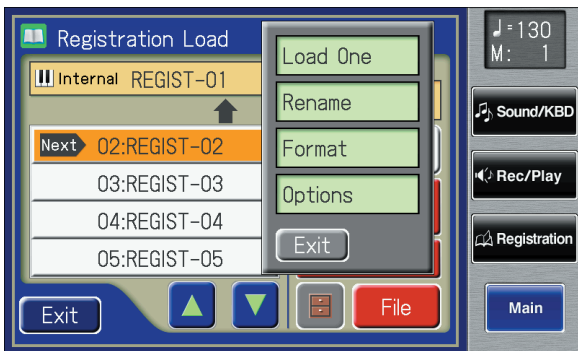 Registration Load
Internal REGIST-01
Next 02:REGIST-02
03:REGIST-03
04:REGIST-04
05:REGIST-05
Exit
File
Load One
Rename
Format
Options
Exit
♩=130
M: 1
Sound/KBD
Rec/Play
Registration
Main